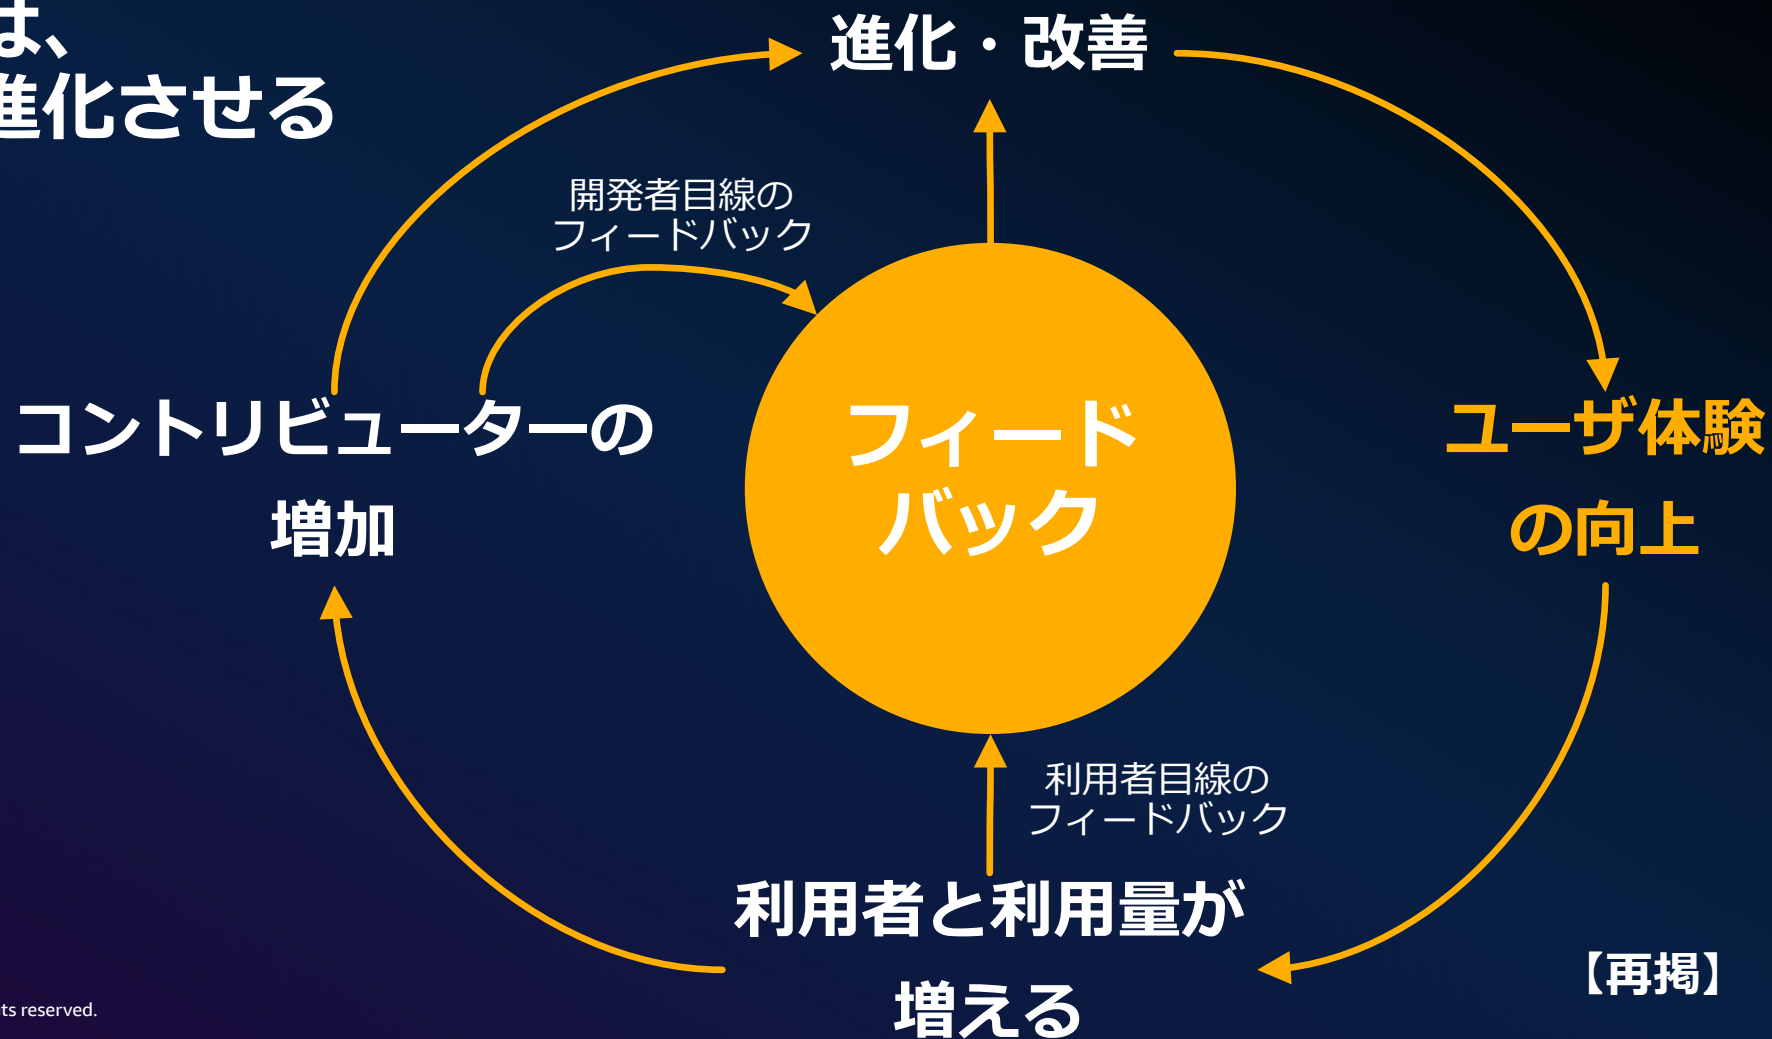 は、
進化させる
進化・改善
開発者目線の
フィードバック
コントリビューターの
増加
フィード
バック
ユーザ体験
の向上
利用者目線の
フィードバック
利用者と利用量が
増える
【再掲】
ts reserved.